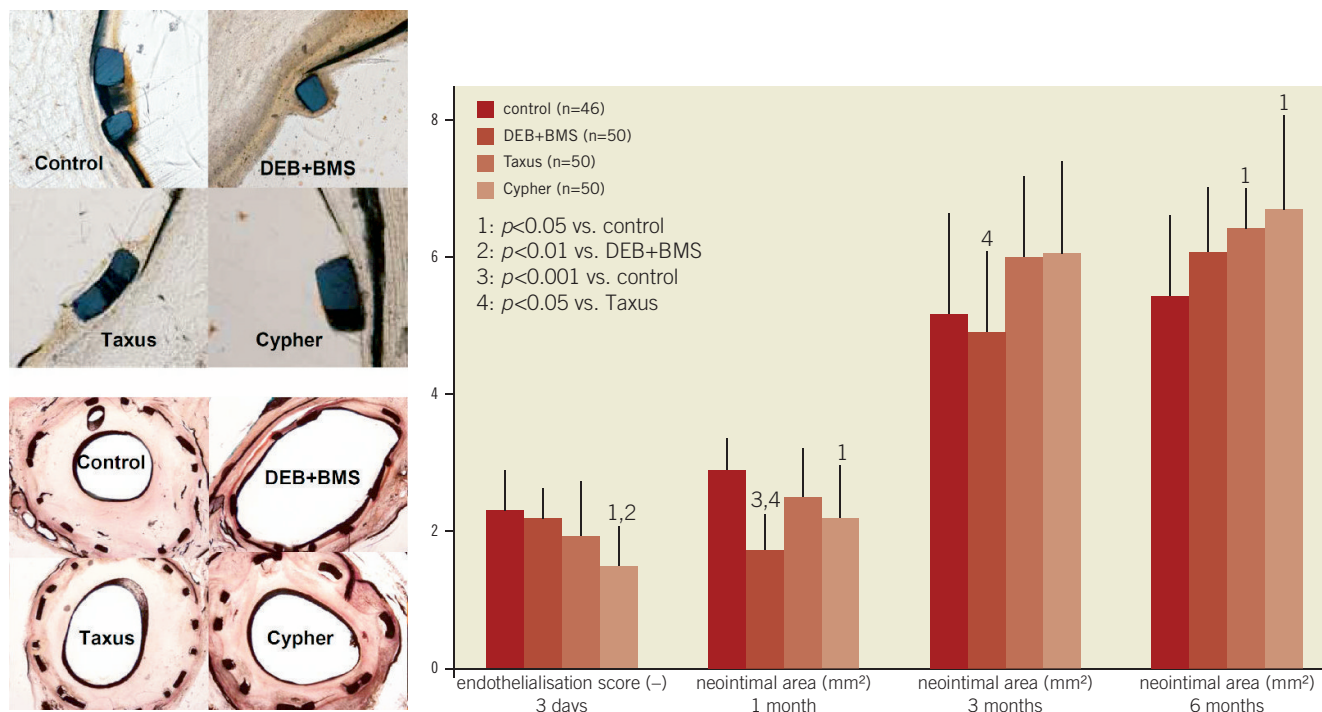 Control
DEB+BMS
Taxus
Cypher
Control
DEB+BMS
Taxus
Cypher
control (n=46)
DEB+BMS (n=50)
Taxus (n=50)
Cypher (n=50)
1: p<0.05 vs. control
2: p<0.01 vs. DEB+BMS
3: p<0.001 vs. control
4: p<0.05 vs. Taxus
8
6
4
2
0
1,2
3,4
1
4
1
1
endothelialisation score (–)
3 days
neointimal area (mm²)
1 month
neointimal area (mm²)
3 months
neointimal area (mm²)
6 months